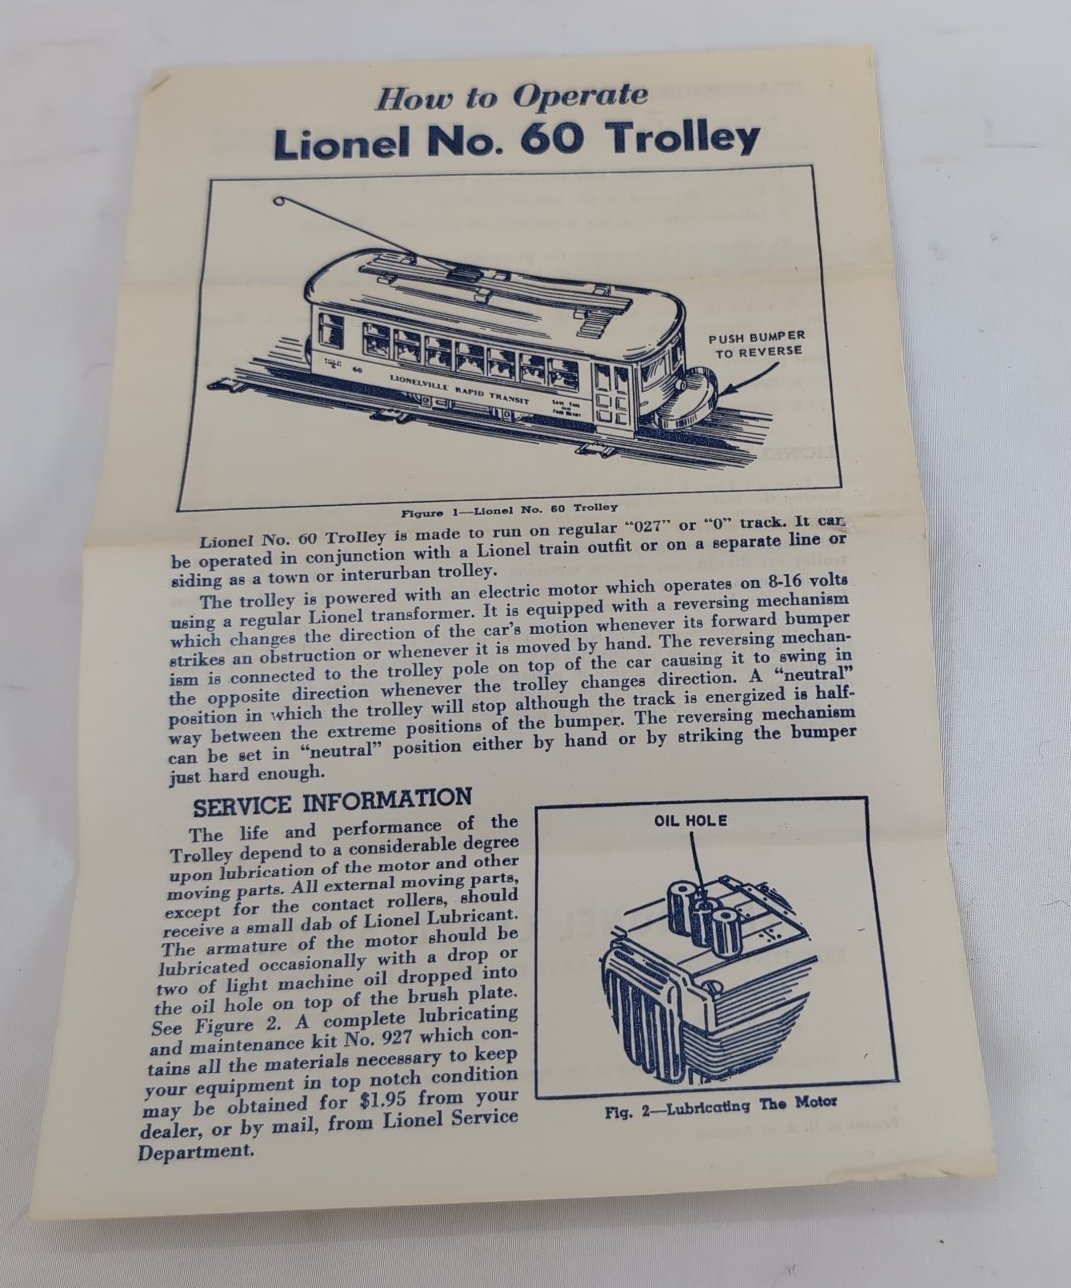 How to Operate
Lionel No. 60 Trolley
PUSH BUMPER
TO REVERSE
60
LIONELVILLE RAPID TRANSIT
Figure 1—Lionel No. 60 Trolley
Lionel No. 60 Trolley is made to run on regular “027” or “0” track. It can
be operated in conjunction with a Lionel train outfit or on a separate line or
siding as a town or interurban trolley.
The trolley is powered with an electric motor which operates on 8-16 volts
using a regular Lionel transformer. It is equipped with a reversing mechanism
which changes the direction of the car’s motion whenever its forward bumper
strikes an obstruction or whenever it is moved by hand. The reversing mechan-
ism is connected to the trolley pole on top of the car causing it to swing in
the opposite direction whenever the trolley changes direction. A “neutral”
position in which the trolley will stop although the track is energized is half-
way between the extreme positions of the bumper. The reversing mechanism
can be set in “neutral” position either by hand or by striking the bumper
just hard enough.
SERVICE INFORMATION
The life and performance of the
Trolley depend to a considerable degree
upon lubrication of the motor and other
moving parts. All external moving parts,
except for the contact rollers, should
receive a small dab of Lionel Lubricant.
The armature of the motor should be
lubricated occasionally with a drop or
two of light machine oil dropped into
the oil hole on top of the brush plate.
See Figure 2. A complete lubricating
and maintenance kit No. 927 which con-
tains all the materials necessary to keep
your equipment in top notch condition
may be obtained for $1.95 from your
dealer, or by mail, from Lionel Service
Department.
OIL HOLE
Fig. 2—Lubricating The Motor